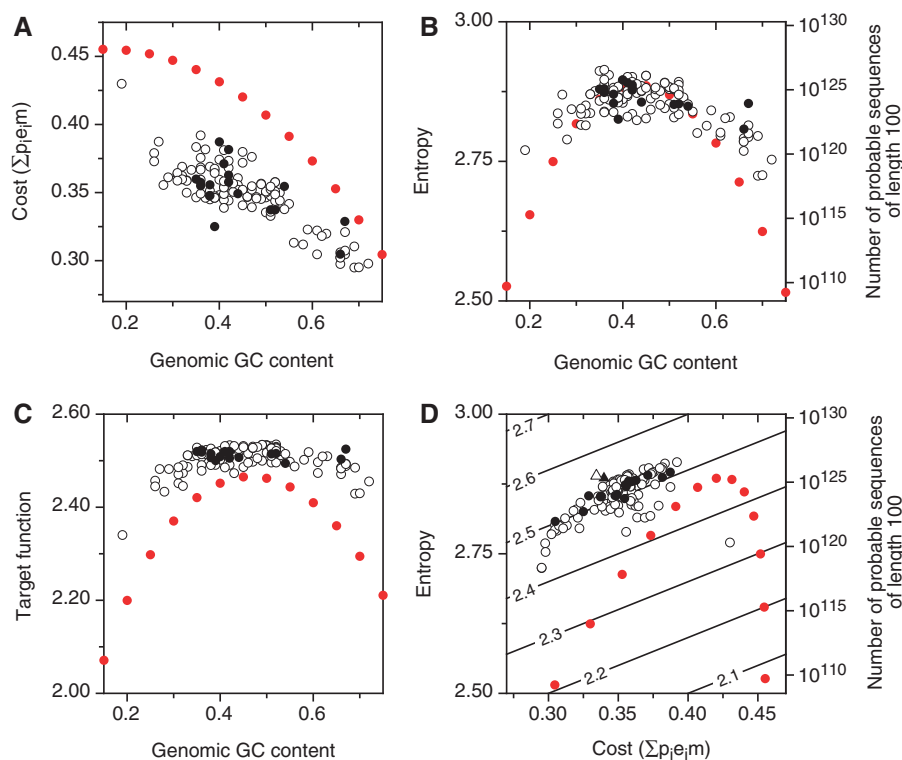 A
Cost (Σpᵢeᵢm)
0.45
0.40
0.35
0.30
0.2
0.4
0.6
Genomic GC content
B
Entropy
3.00
2.75
2.50
0.2
0.4
0.6
Genomic GC content
10¹³⁰
10¹²⁵
10¹²⁰
10¹¹⁵
10¹¹⁰
Number of probable sequences
of length 100
C
Target function
2.60
2.40
2.20
2.00
0.2
0.4
0.6
Genomic GC content
D
Entropy
3.00
2.75
2.50
2.7
2.6
2.5
2.4
2.3
2.2
2.1
0.30
0.35
0.40
0.45
Cost (Σpᵢeᵢm)
10¹³⁰
10¹²⁵
10¹²⁰
10¹¹⁵
10¹¹⁰
Number of probable sequences
of length 100